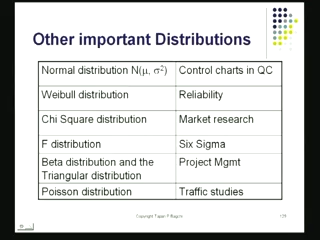 Other important Distributions
Normal distribution N(μ, σ²) Control charts in QC
Weibull distribution Reliability
Chi Square distribution Market research
F distribution Six Sigma
Beta distribution and the Project Mgmt
Triangular distribution
Poisson distribution Traffic studies
Copyright Tapan P Bagchi